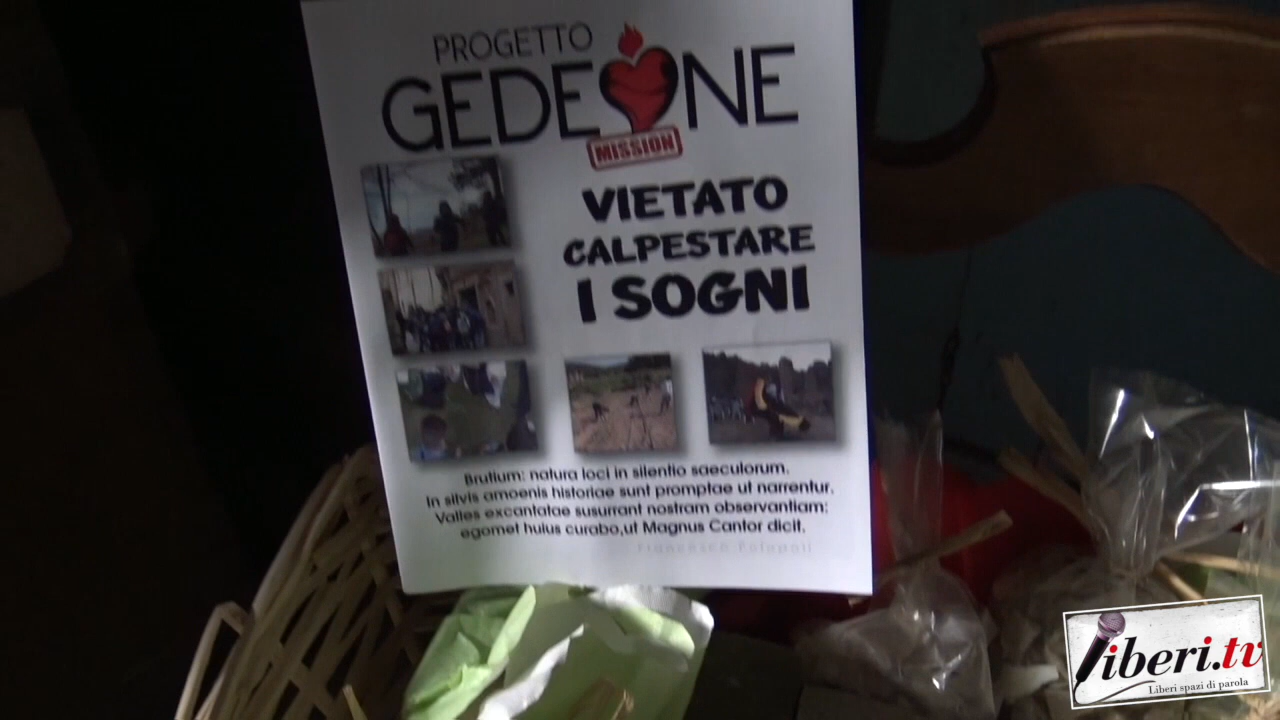 PROGETTO
GEDEONE
MISSION
VIETATO
CALPESTARE
I SOGNI
Brutium: natura loci in silentio saeculorum.
In silvis amoenis historiae sunt promptae ut narrentur.
Valles excantatae susurrant nostram observantiam;
egomet huius curabo,ut Magnus Cantor dicit.
Francesco
liberi.tv
Liberi spazi di parola